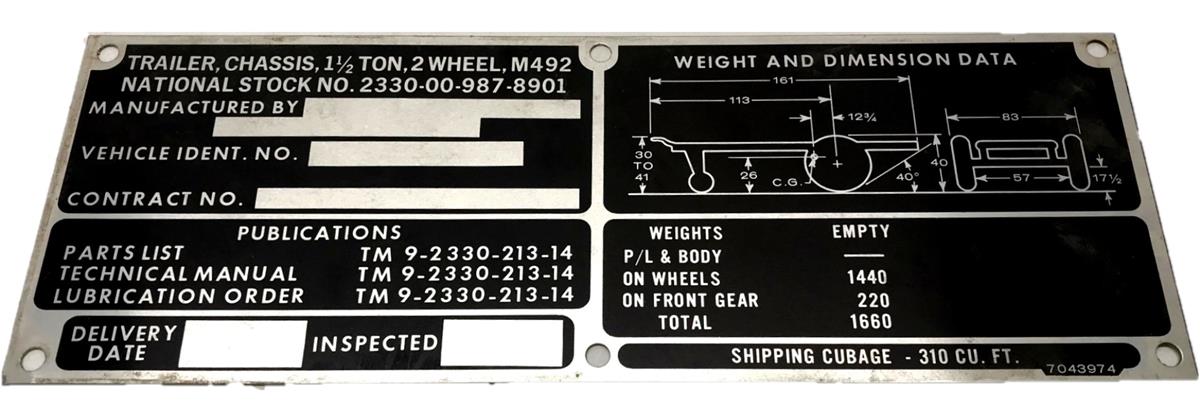 TRAILER, CHASSIS, 1½ TON, 2 WHEEL, M492
NATIONAL STOCK NO. 2330-00-987-8901
MANUFACTURED BY
VEHICLE IDENT. NO.
CONTRACT NO.
PUBLICATIONS
PARTS LIST TM 9-2330-213-14
TECHNICAL MANUAL TM 9-2330-213-14
LUBRICATION ORDER TM 9-2330-213-14
DELIVERY DATE INSPECTED
WEIGHT AND DIMENSION DATA
161
113
12¾
83
30 TO 41
26
C.G.
40°
40
57
17½
WEIGHTS EMPTY
P/L & BODY —
ON WHEELS 1440
ON FRONT GEAR 220
TOTAL 1660
SHIPPING CUBAGE - 310 CU. FT.
7043974